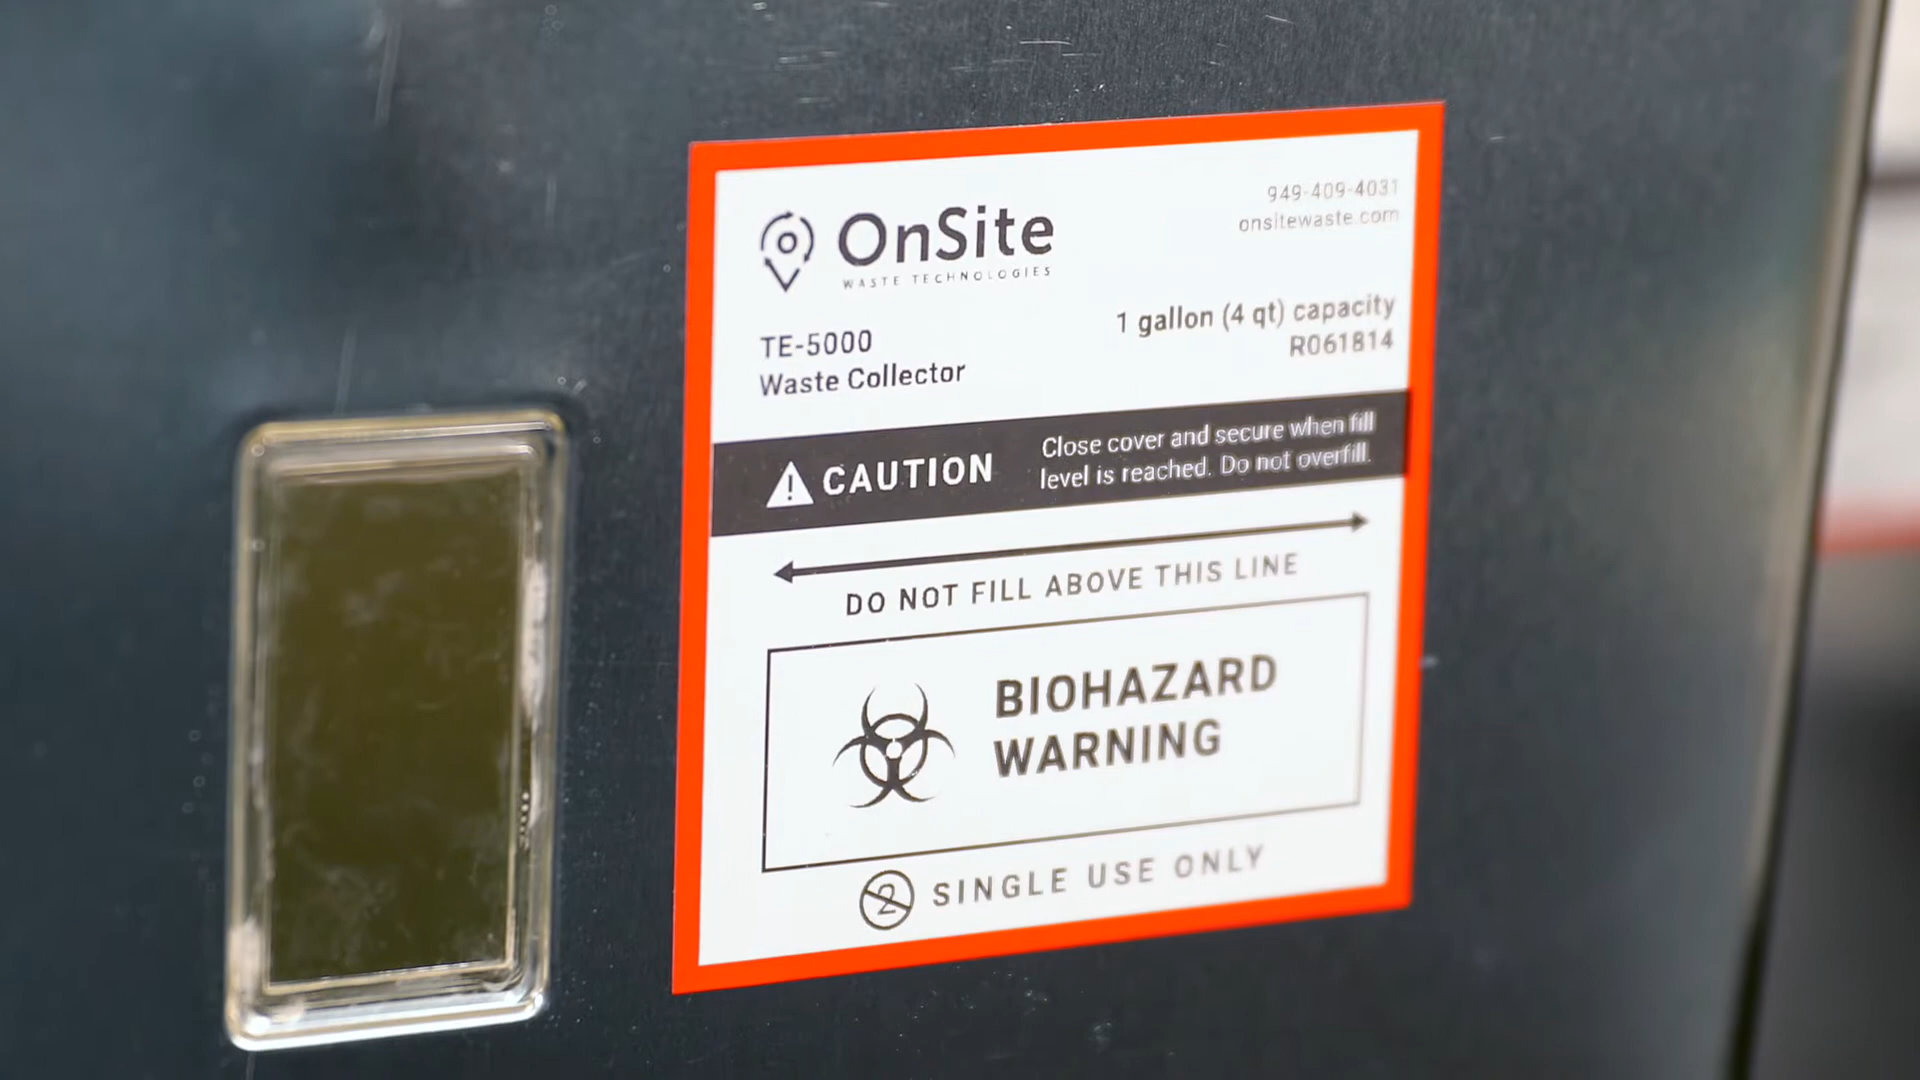 OnSite
WASTE TECHNOLOGIES
949-409-4031
onsitewaste.com
TE-5000
Waste Collector
1 gallon (4 qt) capacity
R061814
CAUTION
Close cover and secure when fill
level is reached. Do not overfill.
DO NOT FILL ABOVE THIS LINE
BIOHAZARD
WARNING
2 SINGLE USE ONLY